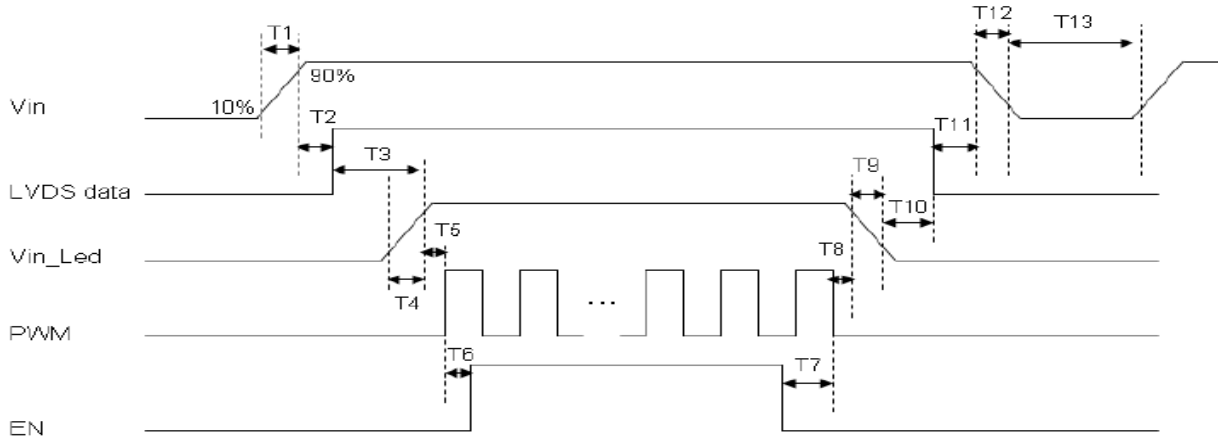 T1
T12
T13
90%
Vin
10%
T2
T11
T3
T9
LVDS data
T10
T5
Vin_Led
T8
T4
...
PWM
T6
T7
EN